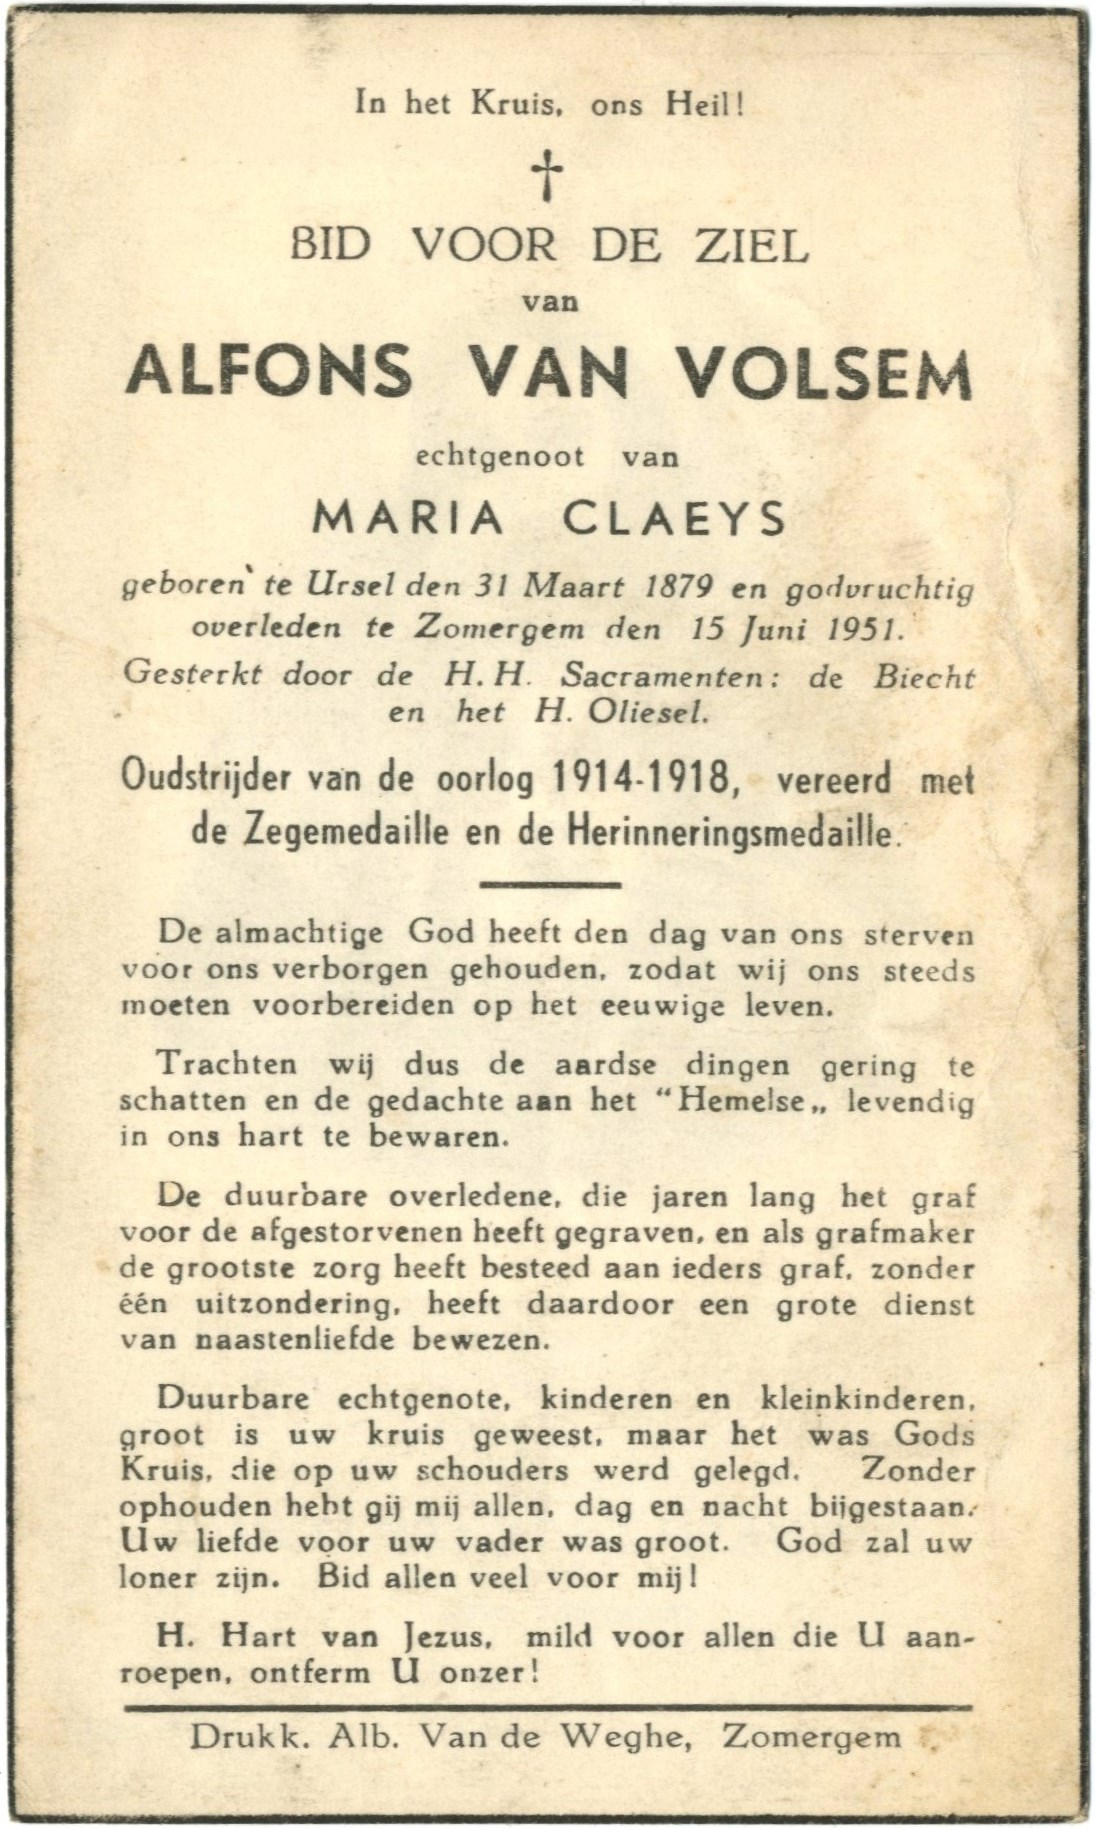 In het Kruis, ons Heil!
BID VOOR DE ZIEL
van
ALFONS VAN VOLSEM
echtgenoot van
MARIA CLAEYS
geboren te Ursel den 31 Maart 1879 en godvruchtig
overleden te Zomergem den 15 Juni 1951.
Gesterkt door de H.H. Sacramenten: de Biecht
en het H. Oliesel.
Oudstrijder van de oorlog 1914-1918, vereerd met
de Zegemedaille en de Herinneringsmedaille.
De almachtige God heeft den dag van ons sterven
voor ons verborgen gehouden, zodat wij ons steeds
moeten voorbereiden op het eeuwige leven.
Trachten wij dus de aardse dingen gering te
schatten en de gedachte aan het "Hemelse„ levendig
in ons hart te bewaren.
De duurbare overledene, die jaren lang het graf
voor de afgestorvenen heeft gegraven, en als grafmaker
de grootste zorg heeft besteed aan ieders graf, zonder
één uitzondering, heeft daardoor een grote dienst
van naastenliefde bewezen.
Duurbare echtgenote, kinderen en kleinkinderen,
groot is uw kruis geweest, maar het was Gods
Kruis, die op uw schouders werd gelegd. Zonder
ophouden hebt gij mij allen, dag en nacht bijgestaan.
Uw liefde voor uw vader was groot. God zal uw
loner zijn. Bid allen veel voor mij!
H. Hart van Jezus, mild voor allen die U aan-
roepen, ontferm U onzer!
Drukk. Alb. Van de Weghe, Zomergem